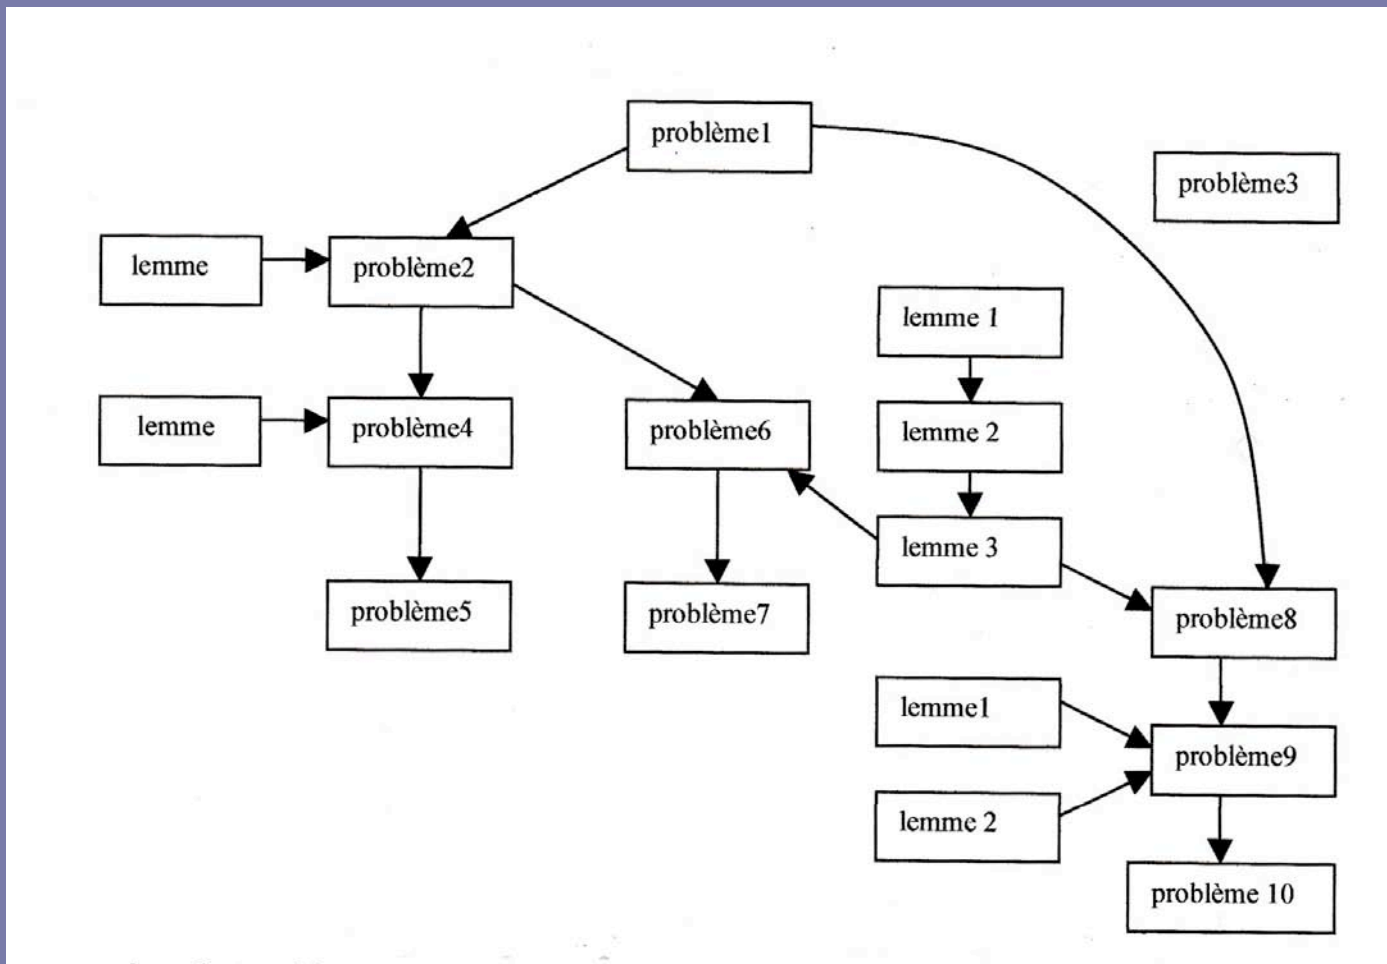 problème1
problème3
lemme
problème2
lemme 1
lemme
problème4
problème6
lemme 2
lemme 3
problème5
problème7
problème8
lemme1
problème9
lemme 2
problème 10